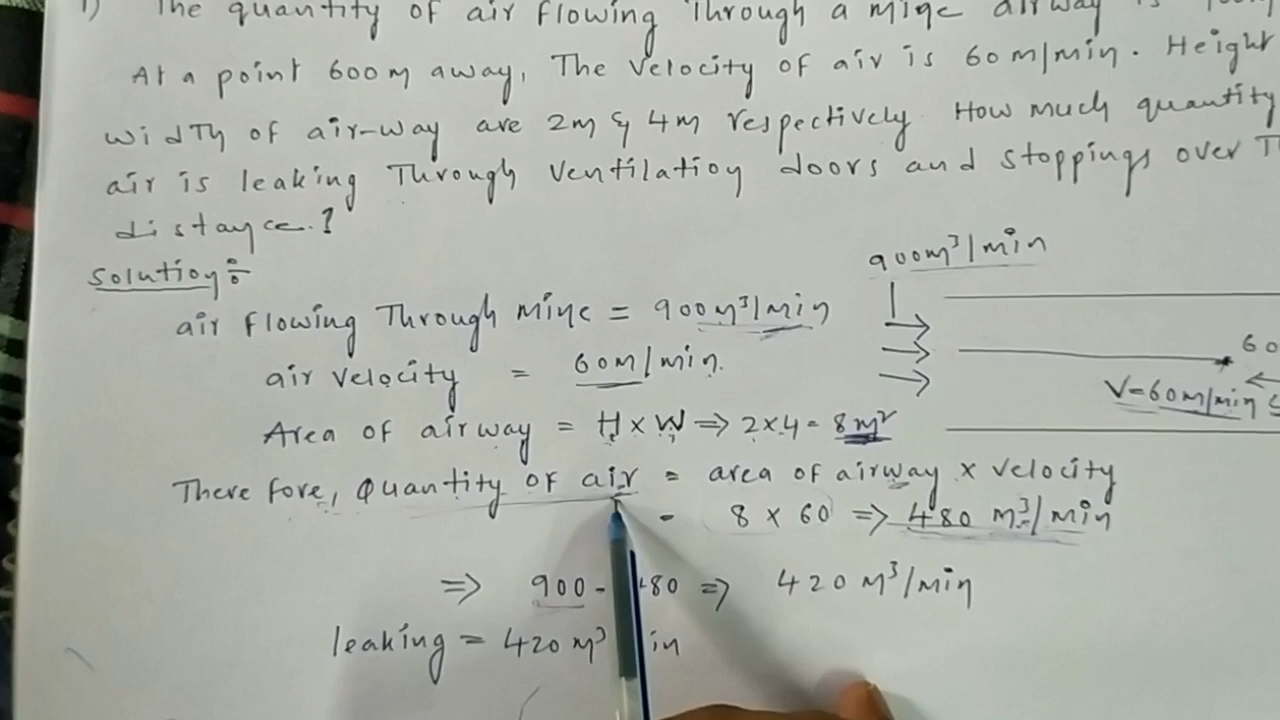 1) The quantity of air flowing Through a mine airway is
At a point 600m away, The Velocity of air is 60m/min. Height
width of air-way are 2m & 4m respectively How much quantity
air is leaking Through Ventilation doors and stoppings over
distance.?
Solution:
900m³/min
air flowing Through Mine = 900m³/min
air velocity = 60m/min.
60
V=60m/min
Area of airway = H x W => 2x4 = 8m²
There fore, Quantity of air = area of airway x velocity
= 8 x 60 => 480 m³/min
=> 900 - 480 => 420 m³/min
leaking = 420 m³ in